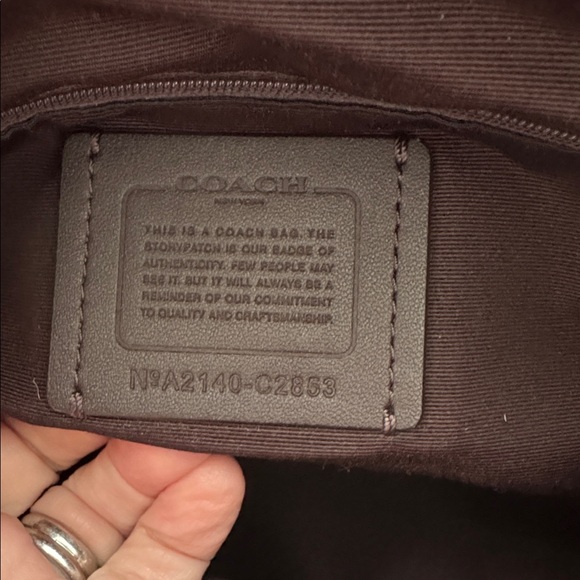 COACH
NEW YORK
THIS IS A COACH BAG. THE
STORYPATCH IS OUR BADGE OF
AUTHENTICITY. FEW PEOPLE MAY
SEE IT. BUT IT WILL ALWAYS BE A
REMINDER OF OUR COMMITMENT
TO QUALITY AND CRAFTSMANSHIP.
NºA2140-C2853